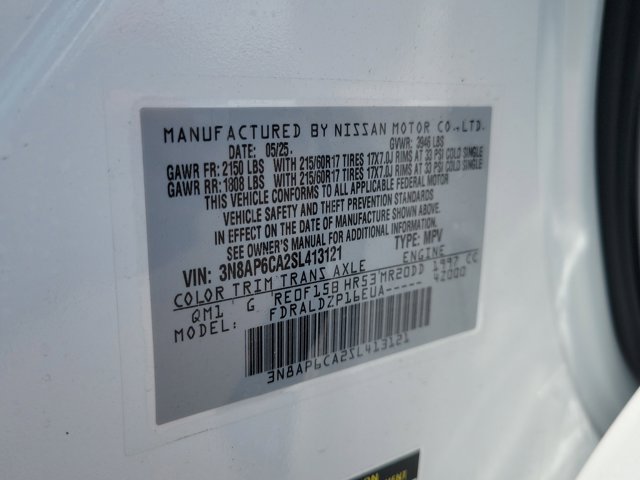 MANUFACTURED BY NISSAN MOTOR CO.,LTD.
DATE: 05/25. GVWR: 3946 LBS
GAWR FR: 2150 LBS WITH 215/60R17 TIRES 17X7.0J RIMS AT 33 PSI COLD SINGLE
GAWR RR: 1808 LBS WITH 215/60R17 TIRES 17X7.0J RIMS AT 33 PSI COLD SINGLE
THIS VEHICLE CONFORMS TO ALL APPLICABLE FEDERAL MOTOR
VEHICLE SAFETY AND THEFT PREVENTION STANDARDS
IN EFFECT ON THE DATE OF MANUFACTURE SHOWN ABOVE.
SEE OWNER'S MANUAL FOR ADDITIONAL INFORMATION.
VIN: 3N8AP6CA2SL413121 TYPE: MPV
COLOR TRIM TRANS AXLE ENGINE
QM1 G RE0F15B HR53 MR20DD 1997 CC
MODEL: FDRALDZP16EUA----- 42000
3N8AP6CA2SL413121